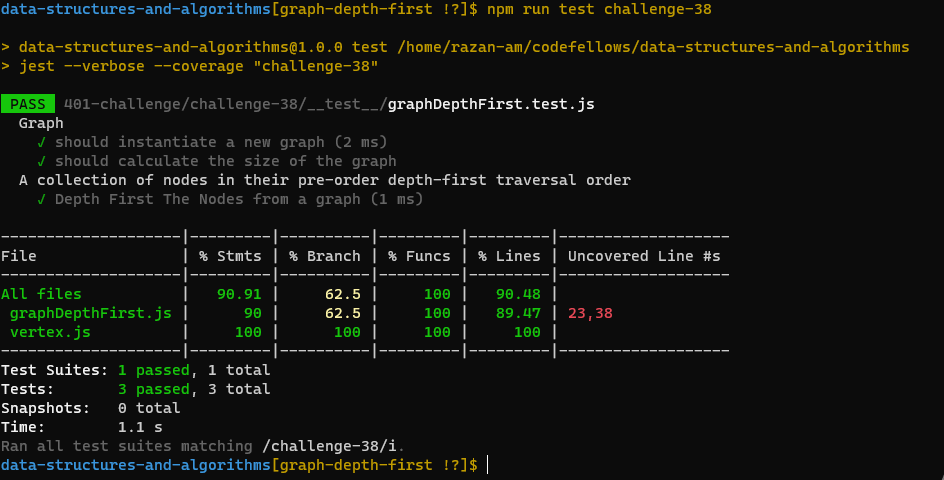 data-structures-and-algorithms[graph-depth-first !?]$ npm run test challenge-38
> data-structures-and-algorithms@1.0.0 test /home/razan-am/codefellows/data-structures-and-algorithms
> jest --verbose --coverage "challenge-38"
PASS 401-challenge/challenge-38/__test__/graphDepthFirst.test.js
  Graph
    √ should instantiate a new graph (2 ms)
    √ should calculate the size of the graph
  A collection of nodes in their pre-order depth-first traversal order
    √ Depth First The Nodes from a graph (1 ms)
--------------------|---------|----------|---------|---------|-------------------
File                | % Stmts | % Branch | % Funcs | % Lines | Uncovered Line #s
--------------------|---------|----------|---------|---------|-------------------
All files           |   90.91 |     62.5 |     100 |   90.48 |
 graphDepthFirst.js |      90 |     62.5 |     100 |   89.47 | 23,38
 vertex.js          |     100 |      100 |     100 |     100 |
--------------------|---------|----------|---------|---------|-------------------
Test Suites: 1 passed, 1 total
Tests:       3 passed, 3 total
Snapshots:   0 total
Time:        1.1 s
Ran all test suites matching /challenge-38/i.
data-structures-and-algorithms[graph-depth-first !?]$